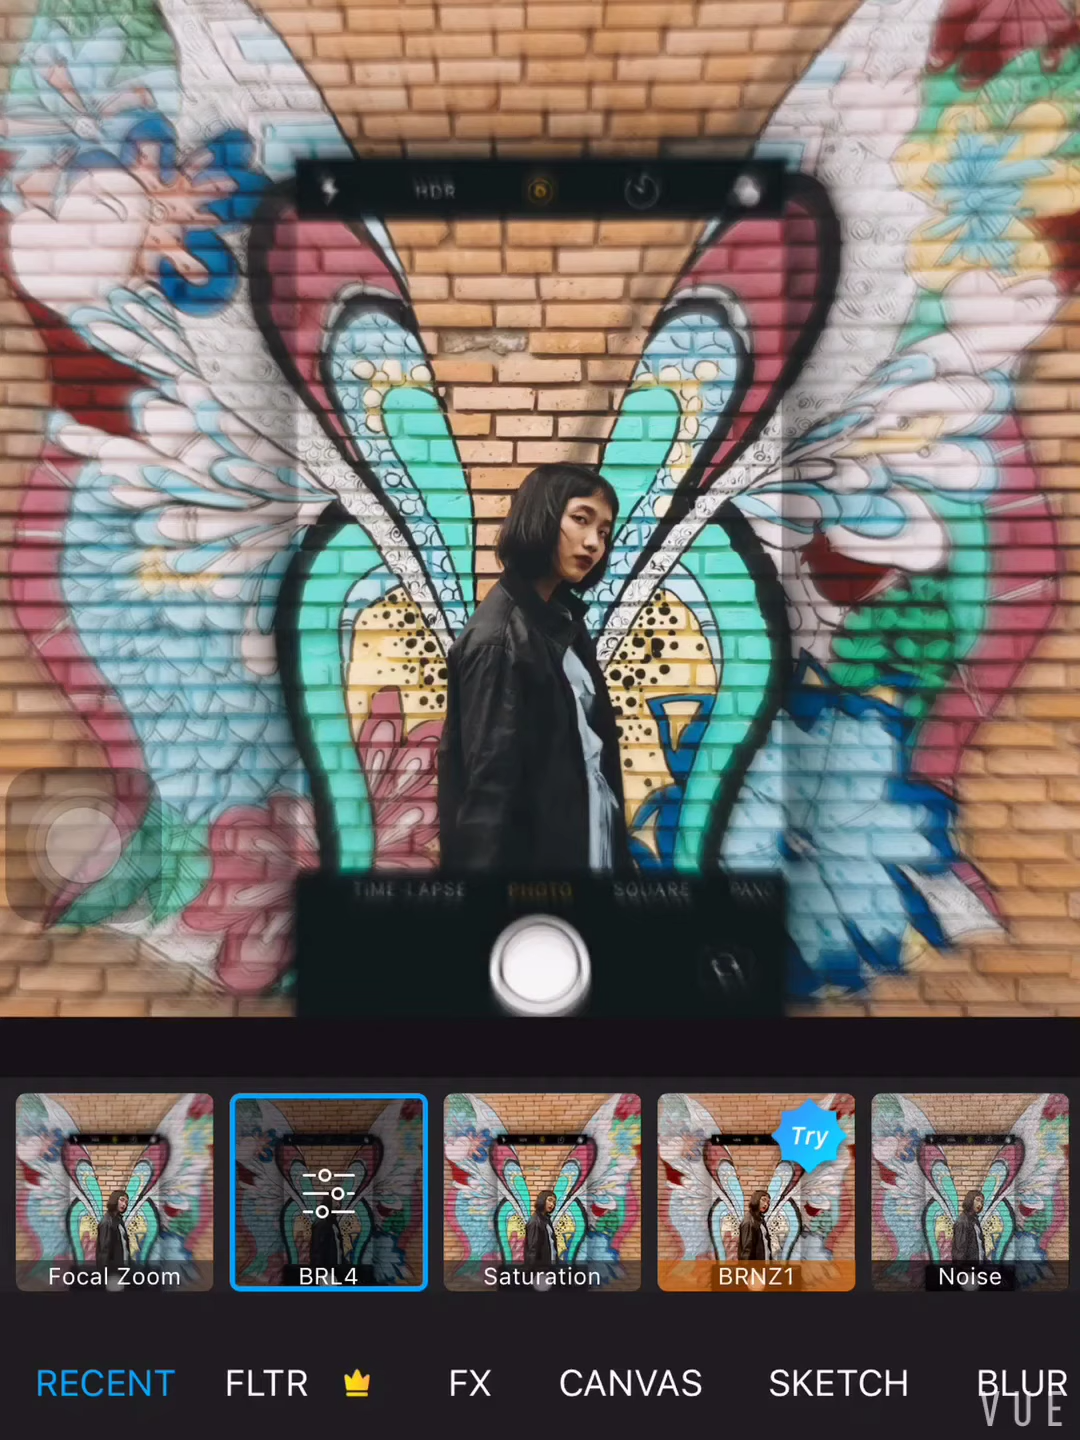 HDR
TIME-LAPSE PHOTO SQUARE PANO
Focal Zoom BRL4 Saturation BRNZ1 Noise
Try
RECENT FLTR FX CANVAS SKETCH BLUR
VUE